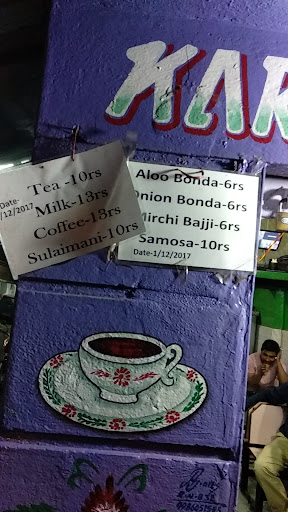 KAR
Tea -10rs
Date-
/12/2017
Milk-13rs
Coffee-13rs
Sulaimani-10rs
Aloo Bonda-6rs
Onion Bonda-6rs
Mirchi Bajji-6rs
Samosa-10rs
Date-1/12/2017